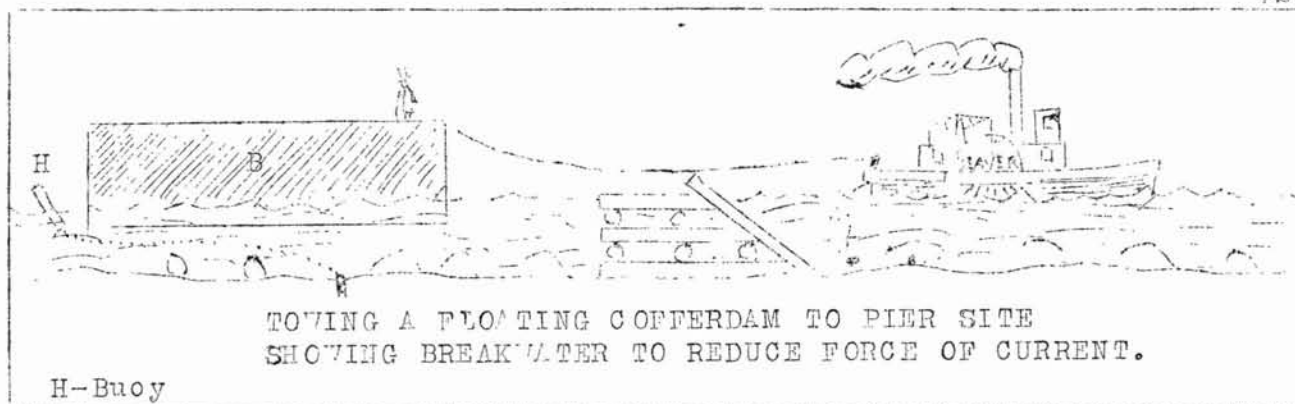 H
B
TOWING A FLOATING COFFERDAM TO PIER SITE
SHOWING BREAKWATER TO REDUCE FORCE OF CURRENT.
H-Buoy